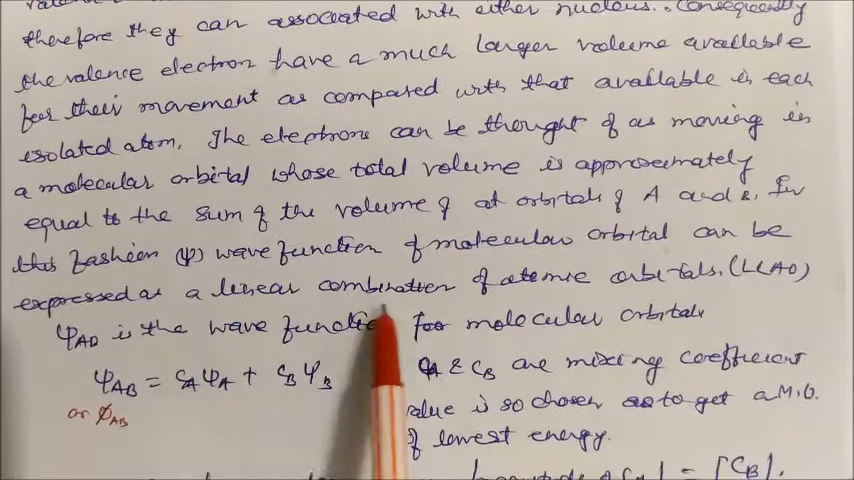 therefore they can associated with either nucleus. Consequently
the valence electron have a much larger volume available
for their movement as compared with that available in each
isolated atom. The electrons can be thought of as moving in
a molecular orbital whose total volume is approximately
equal to the sum of the volume of at orbitals of A and B. In
this fashion (ψ) wave function of molecular orbital can be
expressed as a linear combination of atomic orbitals. (LCAO)
ψAB is the wave function for molecular orbitals
ψAB = CAψA + CBψB CA & CB are mixing coefficient
or ϕAB value is so chosen as to get a M.O.
of lowest energy.
= |CB|.